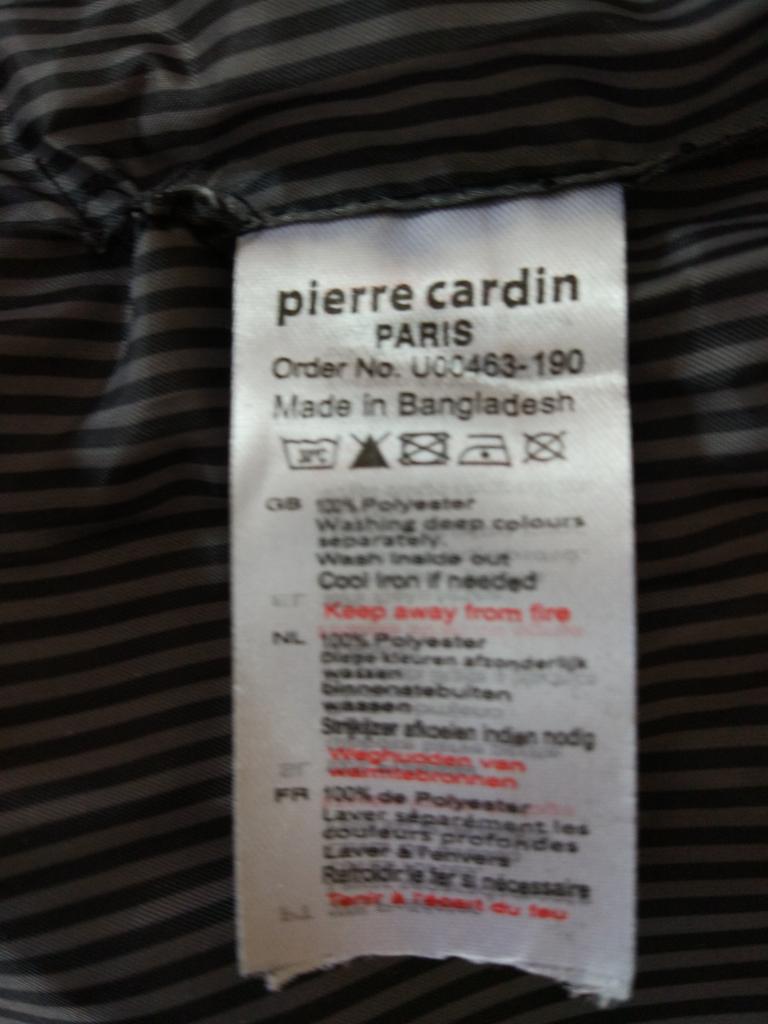 pierre cardin
PARIS
Order No. U00463-190
Made in Bangladesh
30°C
GB 100% Polyester
Washing deep colours
separately.
Wash inside out
Cool iron if needed
Keep away from fire
NL 100% Polyester
Diepe kleuren afzonderlijk
wassen
binnenstebuiten
wassen
Strijkijzer afkoelen indien nodig
Weghuoden van
warmtebronnen
FR 100% de Polyester
Laver séparément les
couleurs profondes
Laver à l'envers
Refroidir le fer si nécessaire
Tenir à l'écart du feu